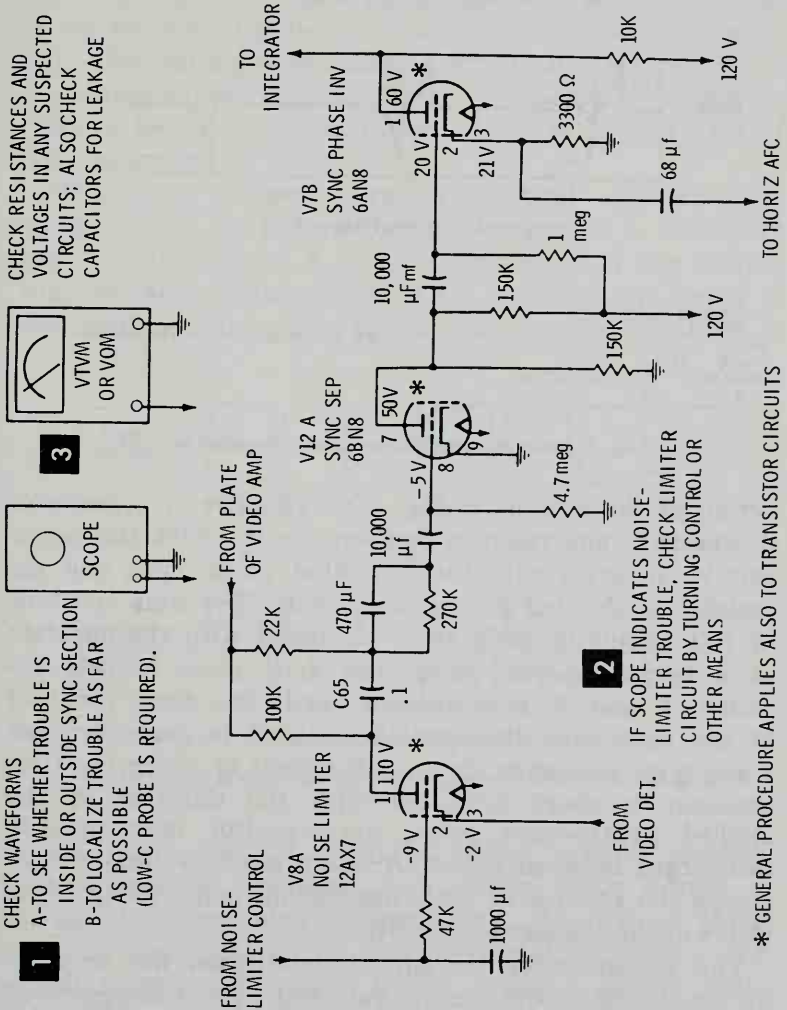 1
CHECK WAVEFORMS
A-TO SEE WHETHER TROUBLE IS
INSIDE OR OUTSIDE SYNC SECTION
B-TO LOCALIZE TROUBLE AS FAR
AS POSSIBLE
(LOW-C PROBE IS REQUIRED).
SCOPE
3
VTVM
OR VOM
CHECK RESISTANCES AND
VOLTAGES IN ANY SUSPECTED
CIRCUITS; ALSO CHECK
CAPACITORS FOR LEAKAGE
FROM NOISE-
LIMITER CONTROL
47K
1000 µf
V8A
NOISE LIMITER
12AX7
1
110 V
-9 V
2
-2 V
3
*
FROM
VIDEO DET.
100K
22K
FROM PLATE
OF VIDEO AMP
C65
1
470 µF
270K
10,000
µf
4.7 meg
V12 A
SYNC SEP
6BN8
7
50V
-5 V
8
9
*
150K
150K
120 V
10,000
µFmf
1
meg
V7B
SYNC PHASE INV
6AN8
1
60 V
20 V
2
21V
3
*
TO
INTEGRATOR
10K
120 V
3300 Ω
68 µf
TO HORIZ AFC
2
IF SCOPE INDICATES NOISE-
LIMITER TROUBLE, CHECK LIMITER
CIRCUIT BY TURNING CONTROL OR
OTHER MEANS
* GENERAL PROCEDURE APPLIES ALSO TO TRANSISTOR CIRCUITS